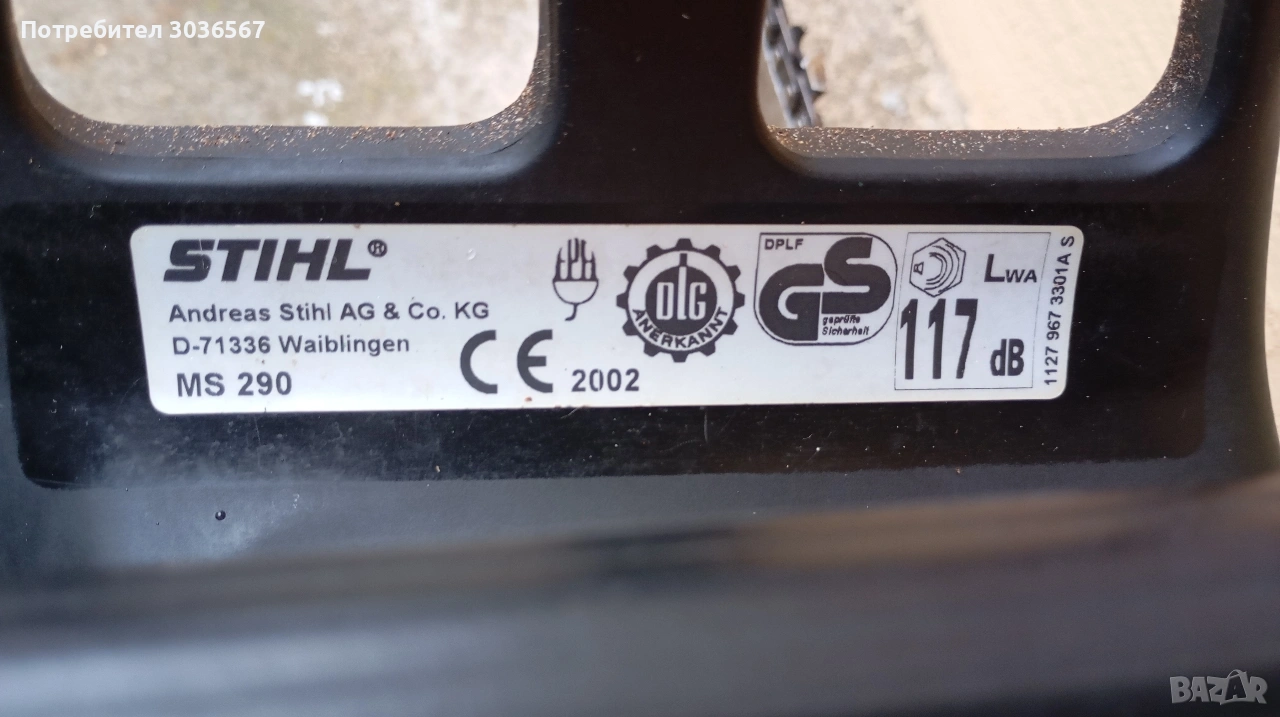 Потребител 3036567
STIHL®
Andreas Stihl AG & Co. KG
D-71336 Waiblingen
MS 290
CE 2002
DLG
ANERKANNT
DPLF
GS
geprüfte
Sicherheit
LWA
117 dB
1127 967 3301A S
BAZAR